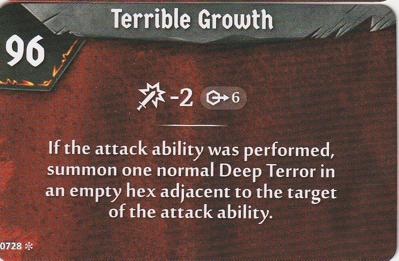 Terrible Growth
96
-2 6
If the attack ability was performed,
summon one normal Deep Terror in
an empty hex adjacent to the target
of the attack ability.
0728